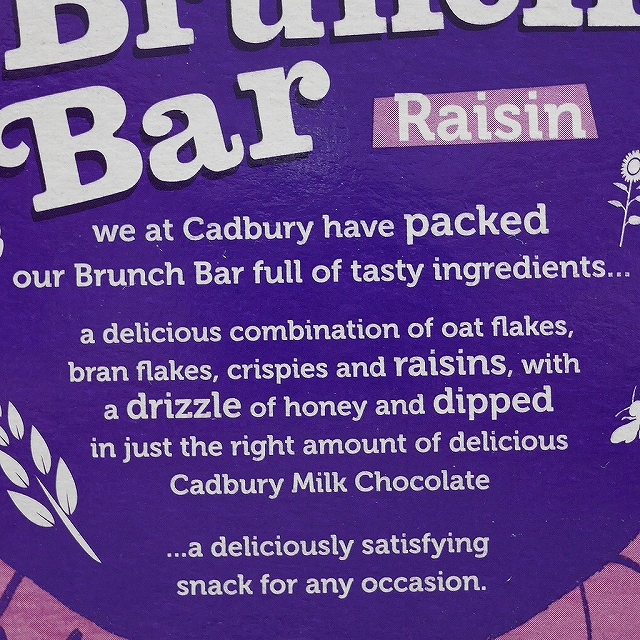 Brunch
Bar Raisin
we at Cadbury have packed
our Brunch Bar full of tasty ingredients...
a delicious combination of oat flakes,
bran flakes, crispies and raisins, with
a drizzle of honey and dipped
in just the right amount of delicious
Cadbury Milk Chocolate
...a deliciously satisfying
snack for any occasion.